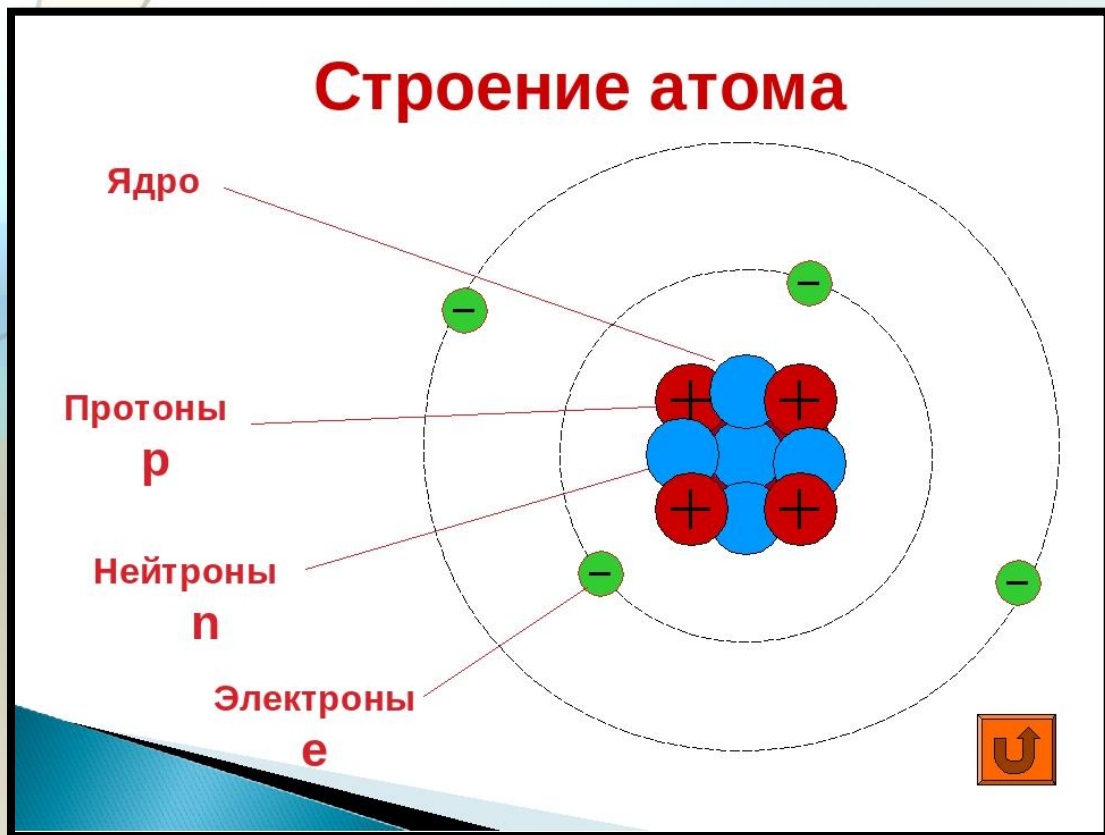 Строение атома
Ядро
Протоны
p
Нейтроны
n
Электроны
e